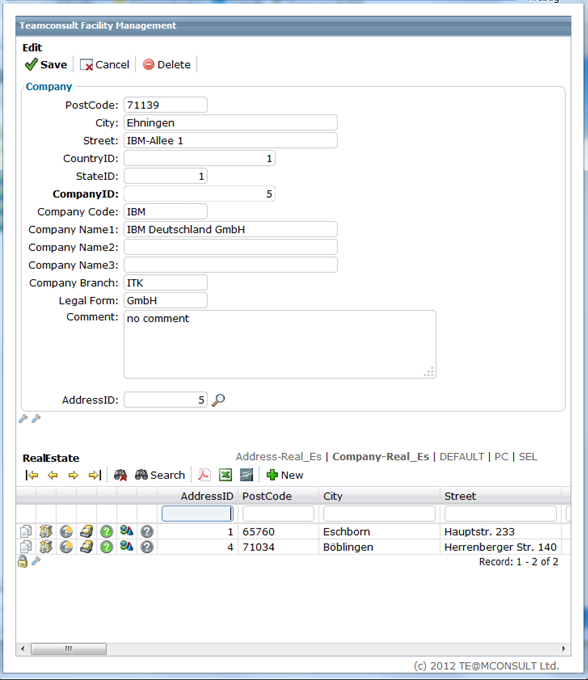 Teamconsult Facility Management
Edit
Save Cancel Delete
Company
PostCode: 71139
City: Ehningen
Street: IBM-Allee 1
CountryID: 1
StateID: 1
CompanyID: 5
Company Code: IBM
Company Name1: IBM Deutschland GmbH
Company Name2:
Company Name3:
Company Branch: ITK
Legal Form: GmbH
Comment: no comment
AddressID: 5
RealEstate Address-Real_Es | Company-Real_Es | DEFAULT | PC | SEL
Search New
AddressID PostCode City Street
1 65760 Eschborn Hauptstr. 233
4 71034 Böblingen Herrenberger Str. 140
Record: 1 - 2 of 2
(c) 2012 TE@MCONSULT Ltd.